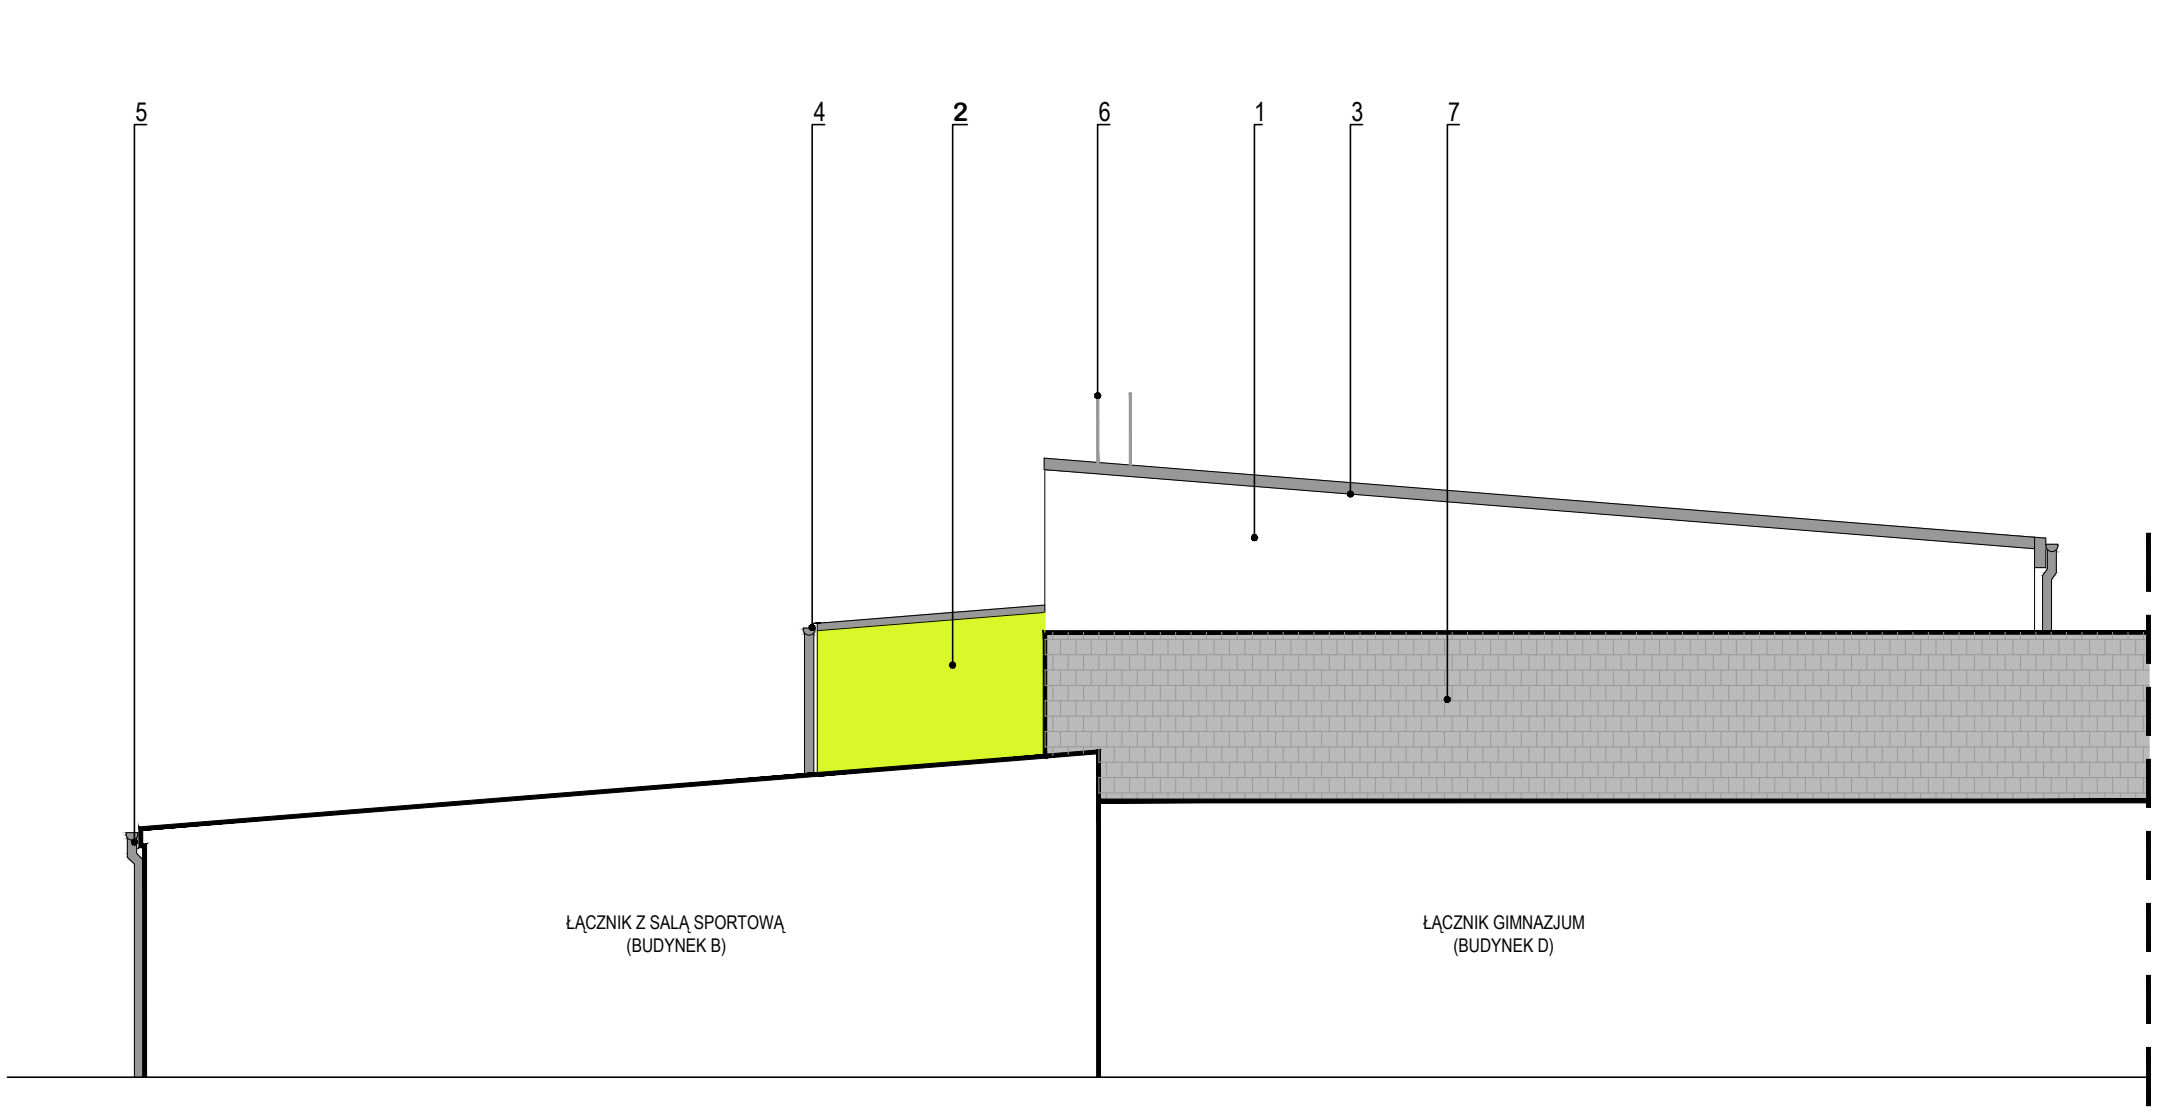 5 4 2 6 1 3 7
ŁĄCZNIK Z SALĄ SPORTOWĄ
(BUDYNEK B)
ŁĄCZNIK GIMNAZJUM
(BUDYNEK D)